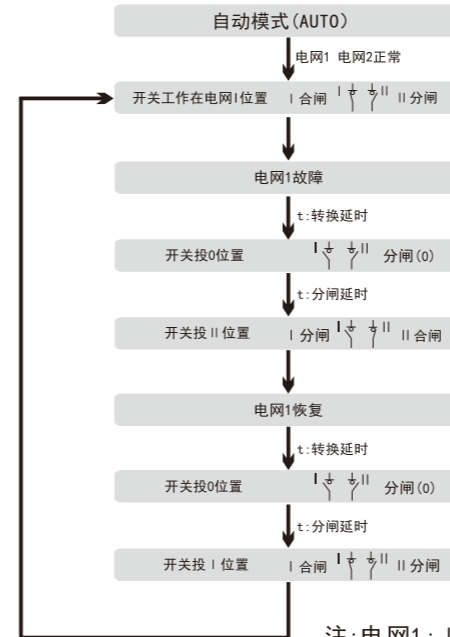 自动模式(AUTO)
电网1 电网2正常
开关工作在电网I位置 I 合闸 I II II 分闸
电网1故障
t:转换延时
开关投0位置 I II 分闸(0)
t:分闸延时
开关投 II 位置 I 分闸 I II II 合闸
电网1恢复
t:转换延时
开关投0位置 I II 分闸(0)
t:分闸延时
开关投 I 位置 I 合闸 I II II 分闸
注:电网1: